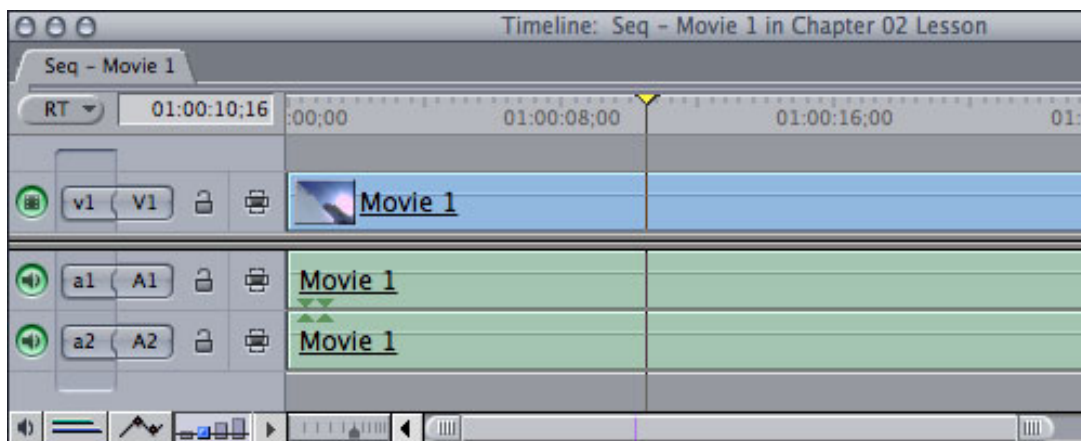 Timeline: Seq - Movie 1 in Chapter 02 Lesson
Seq - Movie 1
RT 01:00:10;16 :00;00 01:00:08;00 01:00:16;00 01:
v1 V1 Movie 1
a1 A1 Movie 1
a2 A2 Movie 1